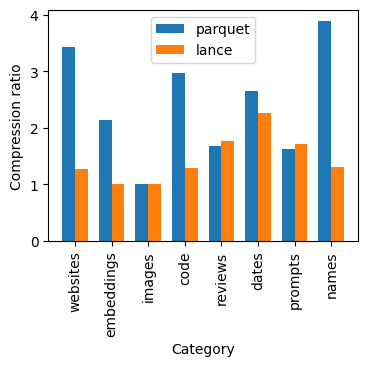 parquet
lance
Compression ratio
4
3
2
1
0
websites
embeddings
images
code
reviews
dates
prompts
names
Category